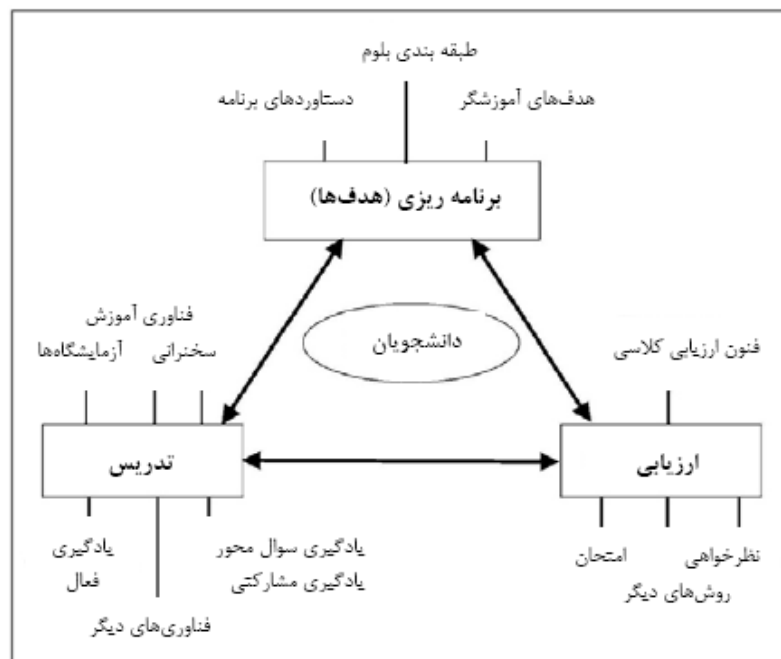 طبقه بندی بلوم
هدف‌های آموزشگر
دستاوردهای برنامه
برنامه ریزی (هدف‌ها)
دانشجویان
فناوری آموزش
سخنرانی
آزمایشگاه‌ها
تدریس
یادگیری سوال محور
یادگیری مشارکتی
یادگیری
فعال
فناوری‌های دیگر
فنون ارزیابی کلاسی
ارزیابی
نظرخواهی
امتحان
روش‌های دیگر